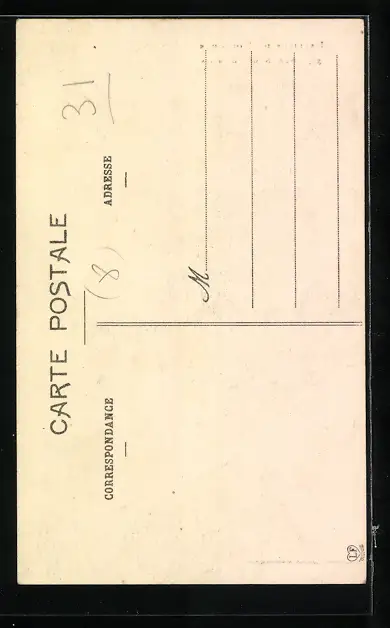 CARTE POSTALE
31
(8)
CORRESPONDANCE
ADRESSE
M